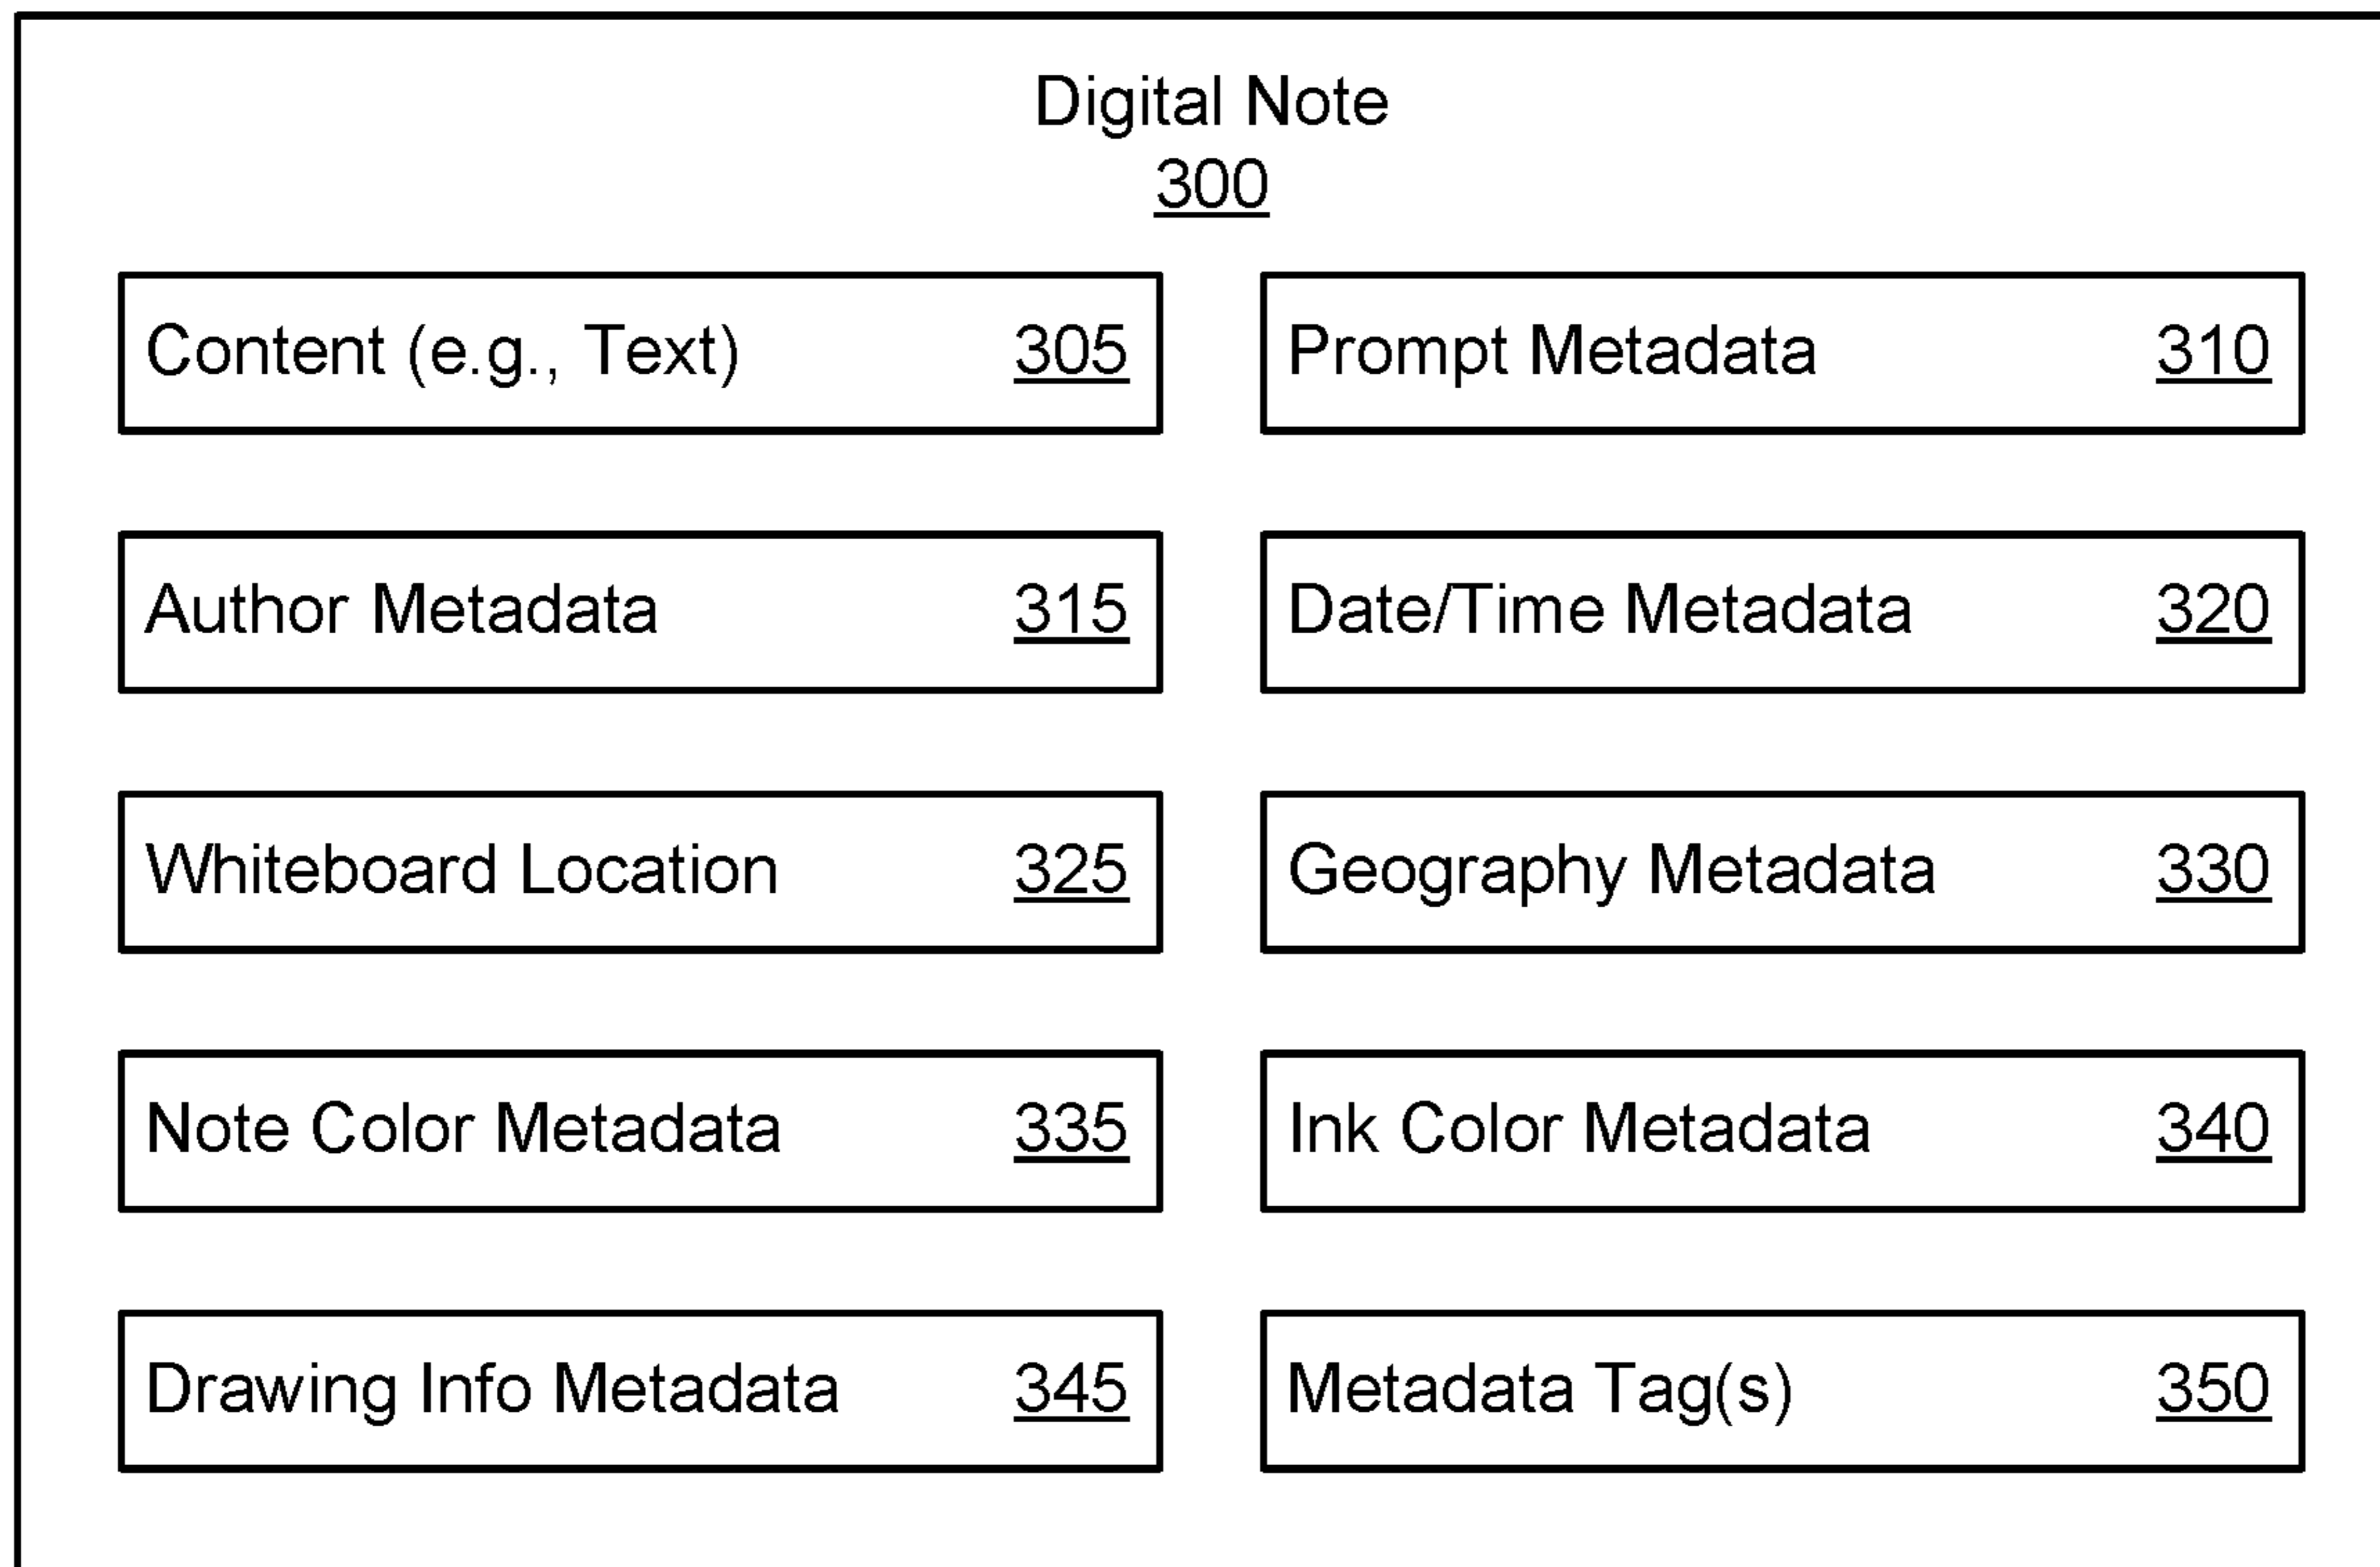 Digital Note
300
Content (e.g., Text) 305
Prompt Metadata 310
Author Metadata 315
Date/Time Metadata 320
Whiteboard Location 325
Geography Metadata 330
Note Color Metadata 335
Ink Color Metadata 340
Drawing Info Metadata 345
Metadata Tag(s) 350